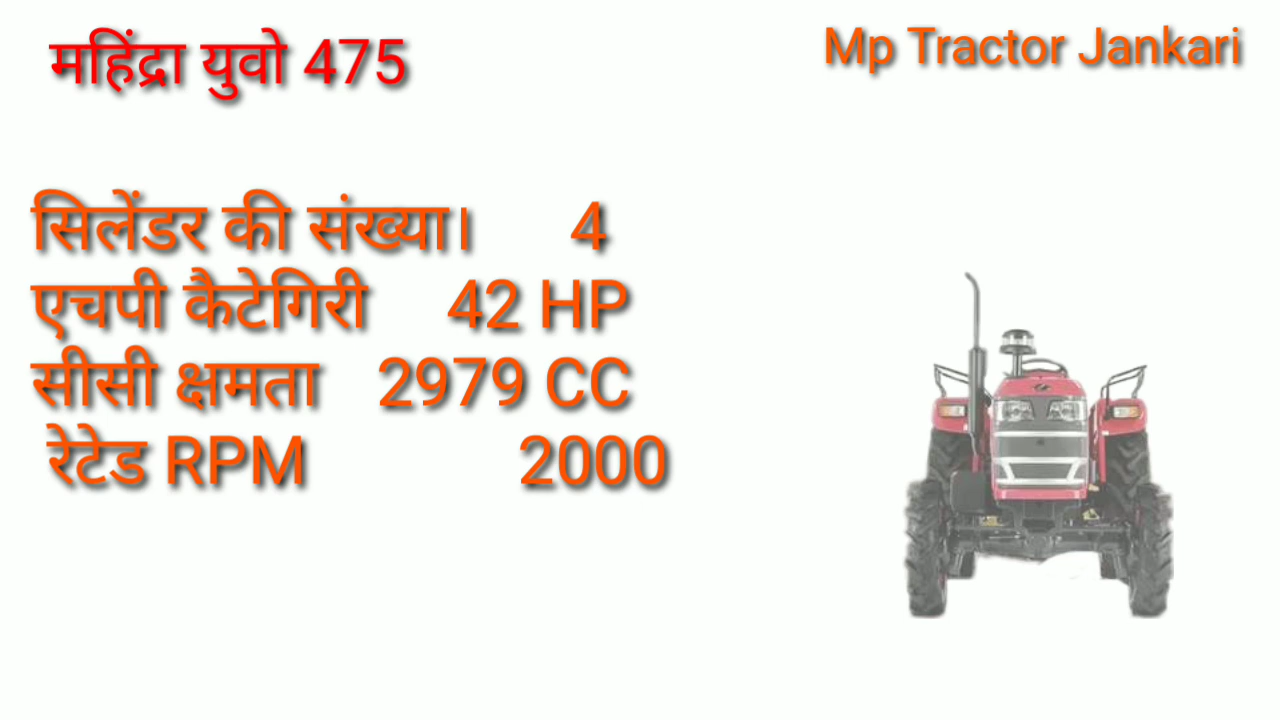 महिंद्रा युवो 475
Mp Tractor Jankari
सिलेंडर की संख्या। 4
एचपी कैटेगिरी 42 HP
सीसी क्षमता 2979 CC
रेटेड RPM 2000